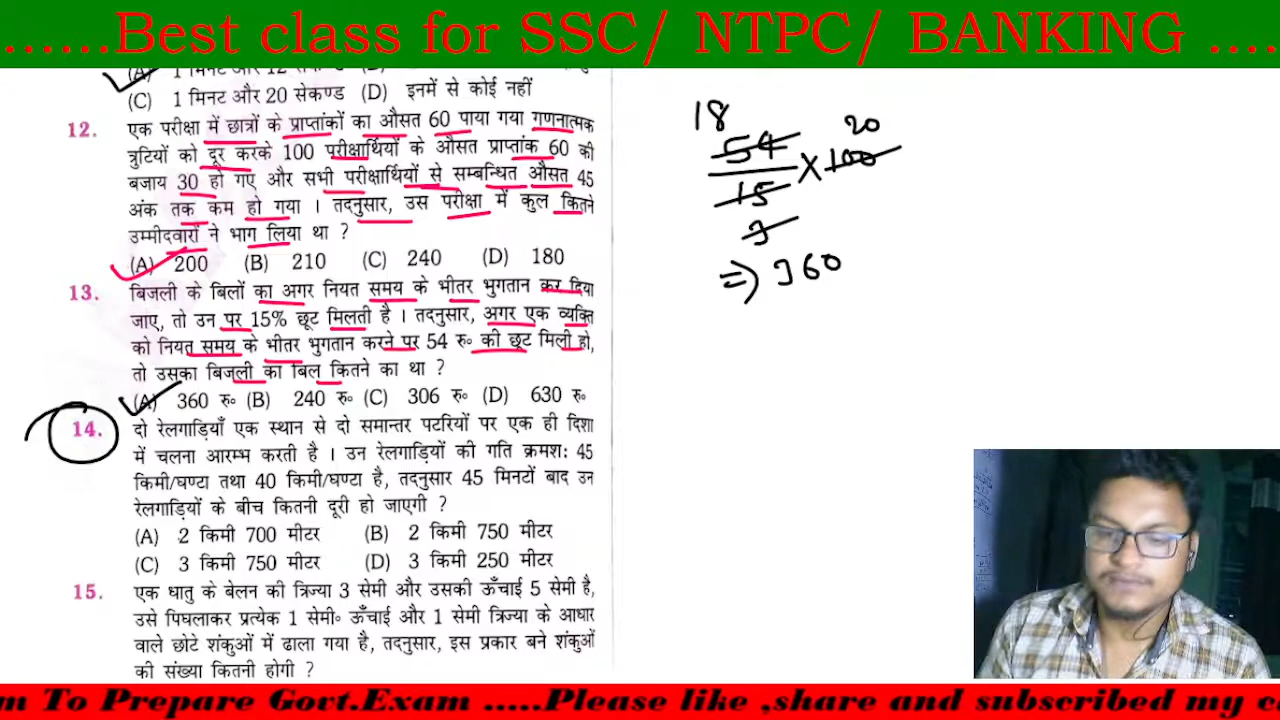 ......Best class for SSC/ NTPC/ BANKING ....
(C) 1 मिनट और 20 सेकण्ड (D) इनमें से कोई नहीं
12. एक परीक्षा में छात्रों के प्राप्तांकों का औसत 60 पाया गया गणनात्मक
त्रुटियों को दूर करके 100 परीक्षार्थियों के औसत प्राप्तांक 60 की
बजाय 30 हो गए और सभी परीक्षार्थियों से सम्बन्धित औसत 45
अंक तक कम हो गया । तदनुसार, उस परीक्षा में कुल कितने
उम्मीदवारों ने भाग लिया था ?
(A) 200 (B) 210 (C) 240 (D) 180
13. बिजली के बिलों का अगर नियत समय के भीतर भुगतान कर दिया
जाए, तो उन पर 15% छूट मिलती है । तदनुसार, अगर एक व्यक्ति
को नियत समय के भीतर भुगतान करने पर 54 रु० की छूट मिली हो,
तो उसका बिजली का बिल कितने का था ?
(A) 360 रु० (B) 240 रु० (C) 306 रु० (D) 630 रु०
14. दो रेलगाड़ियाँ एक स्थान से दो समान्तर पटरियों पर एक ही दिशा
में चलना आरम्भ करती है । उन रेलगाड़ियों की गति क्रमशः 45
किमी/घण्टा तथा 40 किमी/घण्टा है, तदनुसार 45 मिनटों बाद उन
रेलगाड़ियों के बीच कितनी दूरी हो जाएगी ?
(A) 2 किमी 700 मीटर (B) 2 किमी 750 मीटर
(C) 3 किमी 750 मीटर (D) 3 किमी 250 मीटर
15. एक धातु के बेलन की त्रिज्या 3 सेमी और उसकी ऊँचाई 5 सेमी है,
उसे पिघलाकर प्रत्येक 1 सेमी० ऊँचाई और 1 सेमी त्रिज्या के आधार
वाले छोटे शंकुओं में ढाला गया है, तदनुसार, इस प्रकार बने शंकुओं
की संख्या कितनी होगी ?
18
20
54
× 100
15
3
⇒ 360
m To Prepare Govt.Exam .....Please like ,share and subscribed my c